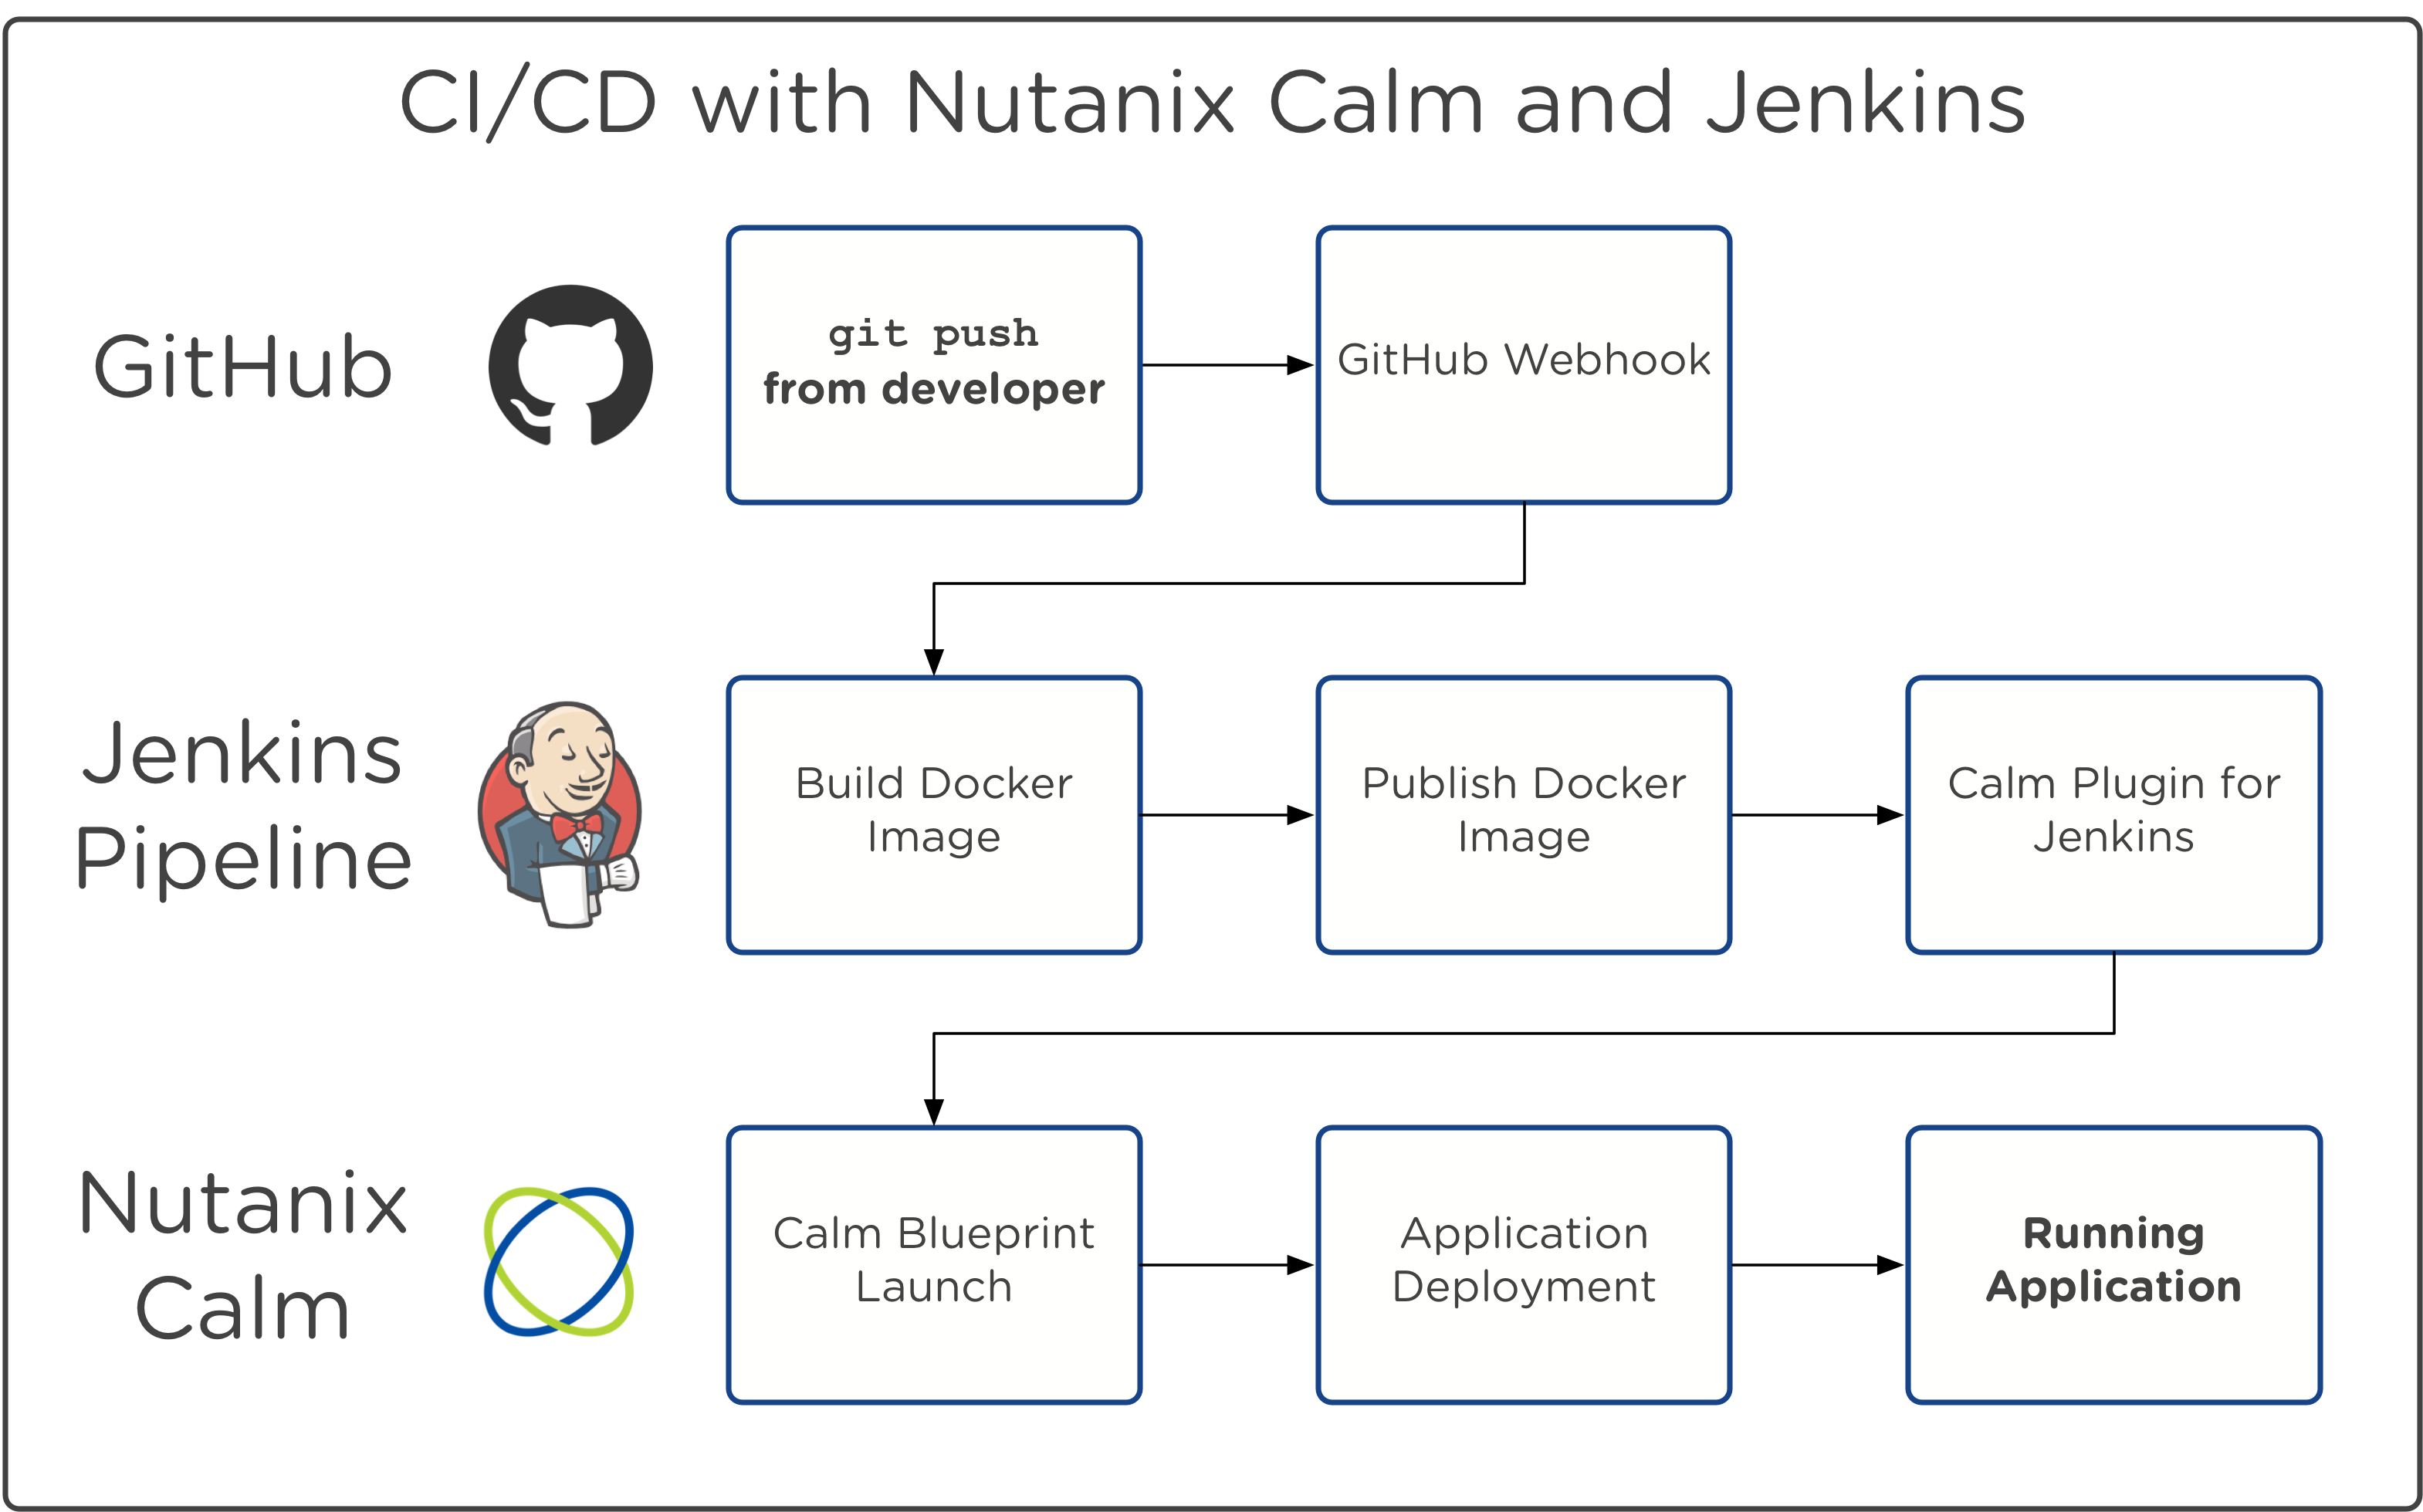 CI/CD with Nutanix Calm and Jenkins
GitHub
git push
from developer
GitHub Webhook
Jenkins
Pipeline
Build Docker
Image
Publish Docker
Image
Calm Plugin for
Jenkins
Nutanix
Calm
Calm Blueprint
Launch
Application
Deployment
Running
Application